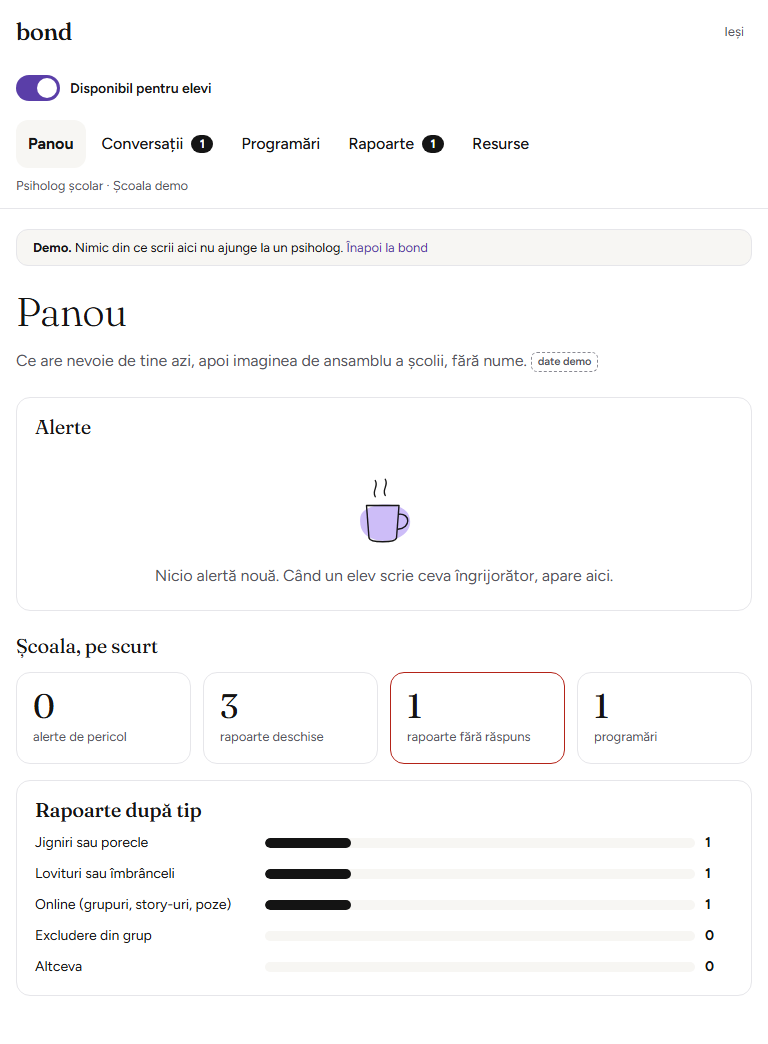 bond
Ieși
Disponibil pentru elevi
Panou
Conversații 1
Programări
Rapoarte 1
Resurse
Psiholog școlar · Școala demo
Demo. Nimic din ce scrii aici nu ajunge la un psiholog. Înapoi la bond
Panou
Ce are nevoie de tine azi, apoi imaginea de ansamblu a școlii, fără nume. date demo
Alerte
Nicio alertă nouă. Când un elev scrie ceva îngrijorător, apare aici.
Școala, pe scurt
0
alerte de pericol
3
rapoarte deschise
1
rapoarte fără răspuns
1
programări
Rapoarte după tip
Jigniri sau porecle 1
Lovituri sau îmbrânceli 1
Online (grupuri, story-uri, poze) 1
Excludere din grup 0
Altceva 0